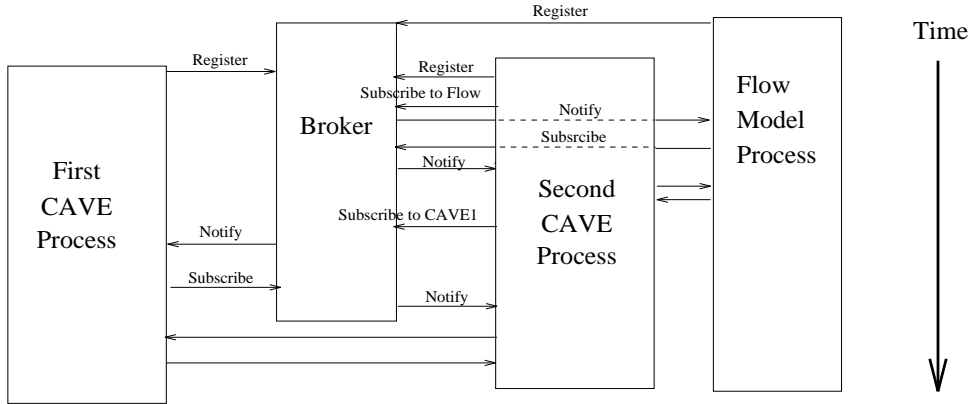 Register
Time
Register
Register
Subscribe to Flow
Notify
Broker
Subsrcibe
Notify
Flow
Model
Process
First
CAVE
Process
Second
CAVE
Process
Subscribe to CAVE1
Notify
Subscribe
Notify